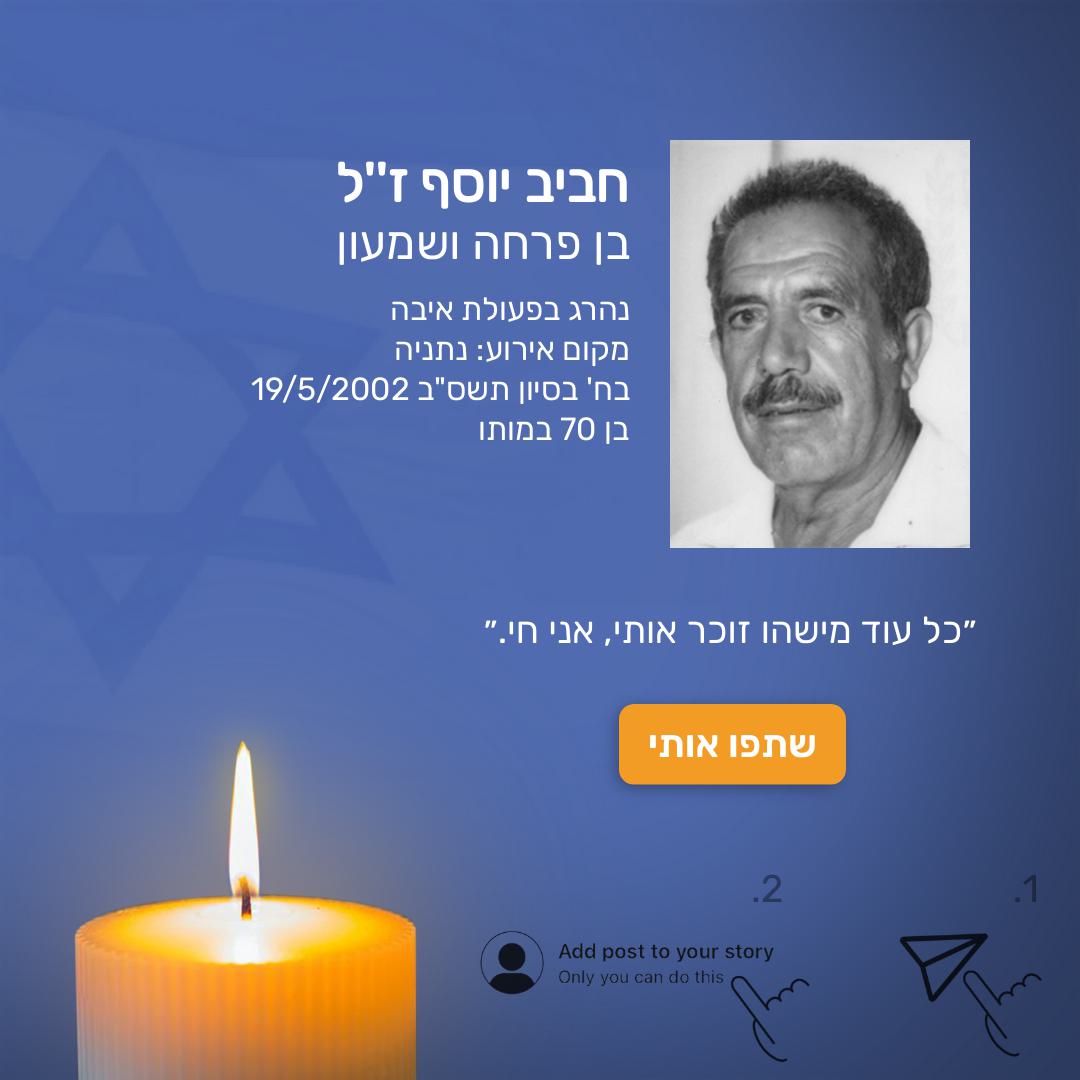 חביב יוסף ז"ל
בן פרחה ושמעון
נהרג בפעולת איבה
מקום אירוע: נתניה
בח' בסיון תשס"ב 19/5/2002
בן 70 במותו
״כל עוד מישהו זוכר אותי, אני חי.״
שתפו אותי
1.
2.
Add post to your story
Only you can do this